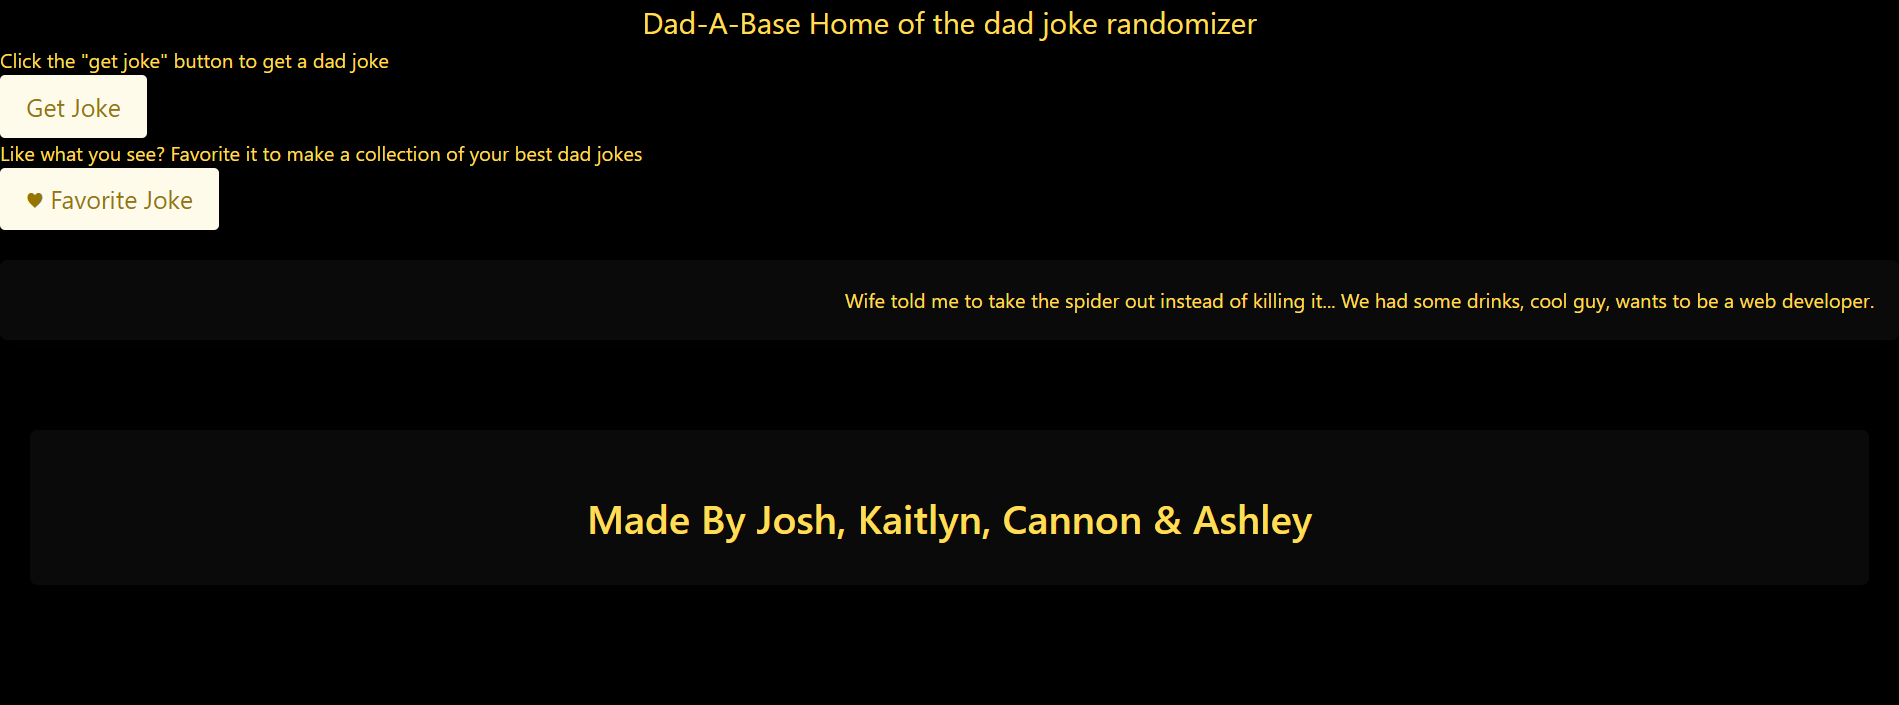 Dad-A-Base Home of the dad joke randomizer
Click the "get joke" button to get a dad joke
Get Joke
Like what you see? Favorite it to make a collection of your best dad jokes
♥ Favorite Joke
Wife told me to take the spider out instead of killing it... We had some drinks, cool guy, wants to be a web developer.
Made By Josh, Kaitlyn, Cannon & Ashley